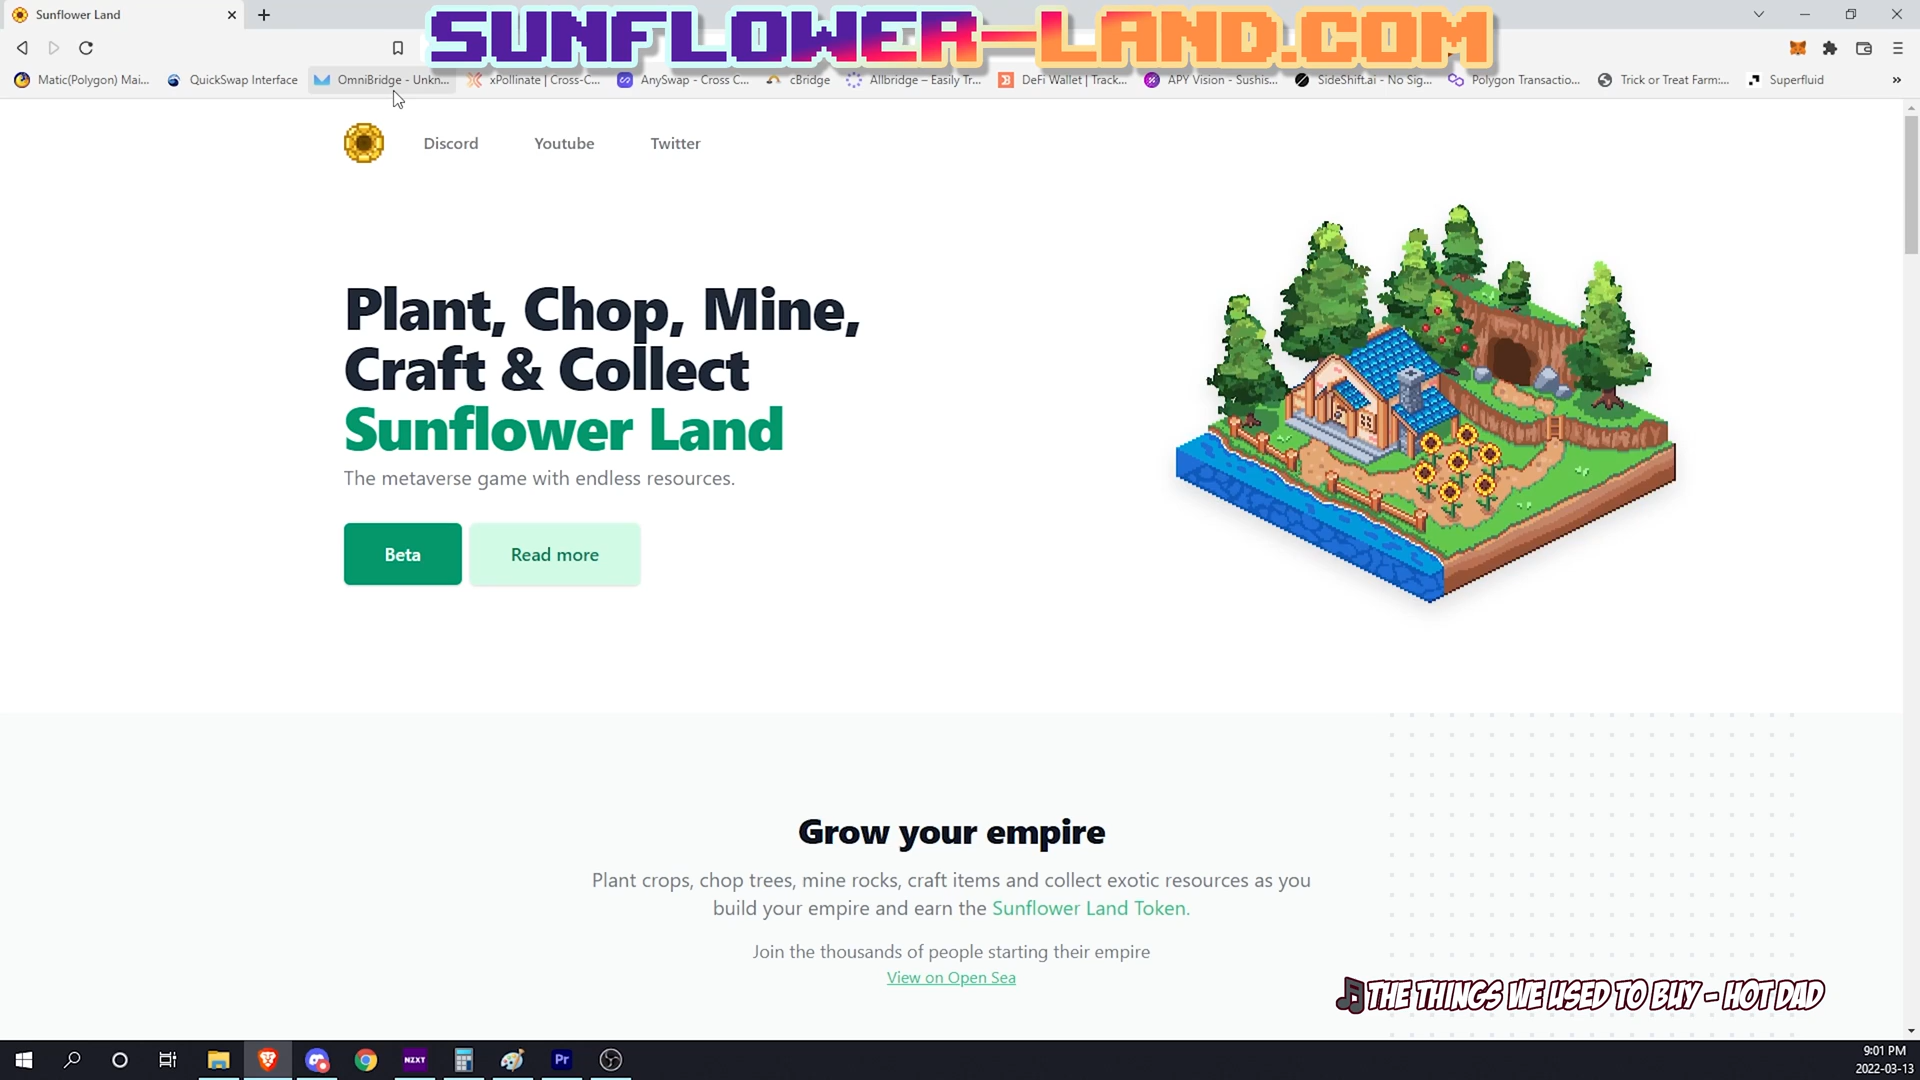 Sunflower Land
SUNFLOWER-LAND.COM
Matic(Polygon) Mai...
QuickSwap Interface
OmniBridge - Unkn...
xPollinate | Cross-C...
AnySwap - Cross C...
cBridge
Allbridge – Easily Tr...
DeFi Wallet | Track...
APY Vision - Sushis...
SideShift.ai - No Sig...
Polygon Transactio...
Trick or Treat Farm:...
Superfluid
Discord
Youtube
Twitter
Plant, Chop, Mine,
Craft & Collect
Sunflower Land
The metaverse game with endless resources.
Beta
Read more
Grow your empire
Plant crops, chop trees, mine rocks, craft items and collect exotic resources as you
build your empire and earn the Sunflower Land Token.
Join the thousands of people starting their empire
View on Open Sea
THE THINGS WE USED TO BUY - HOT DAD
NZXT
Pr
9:01 PM
2022-03-13